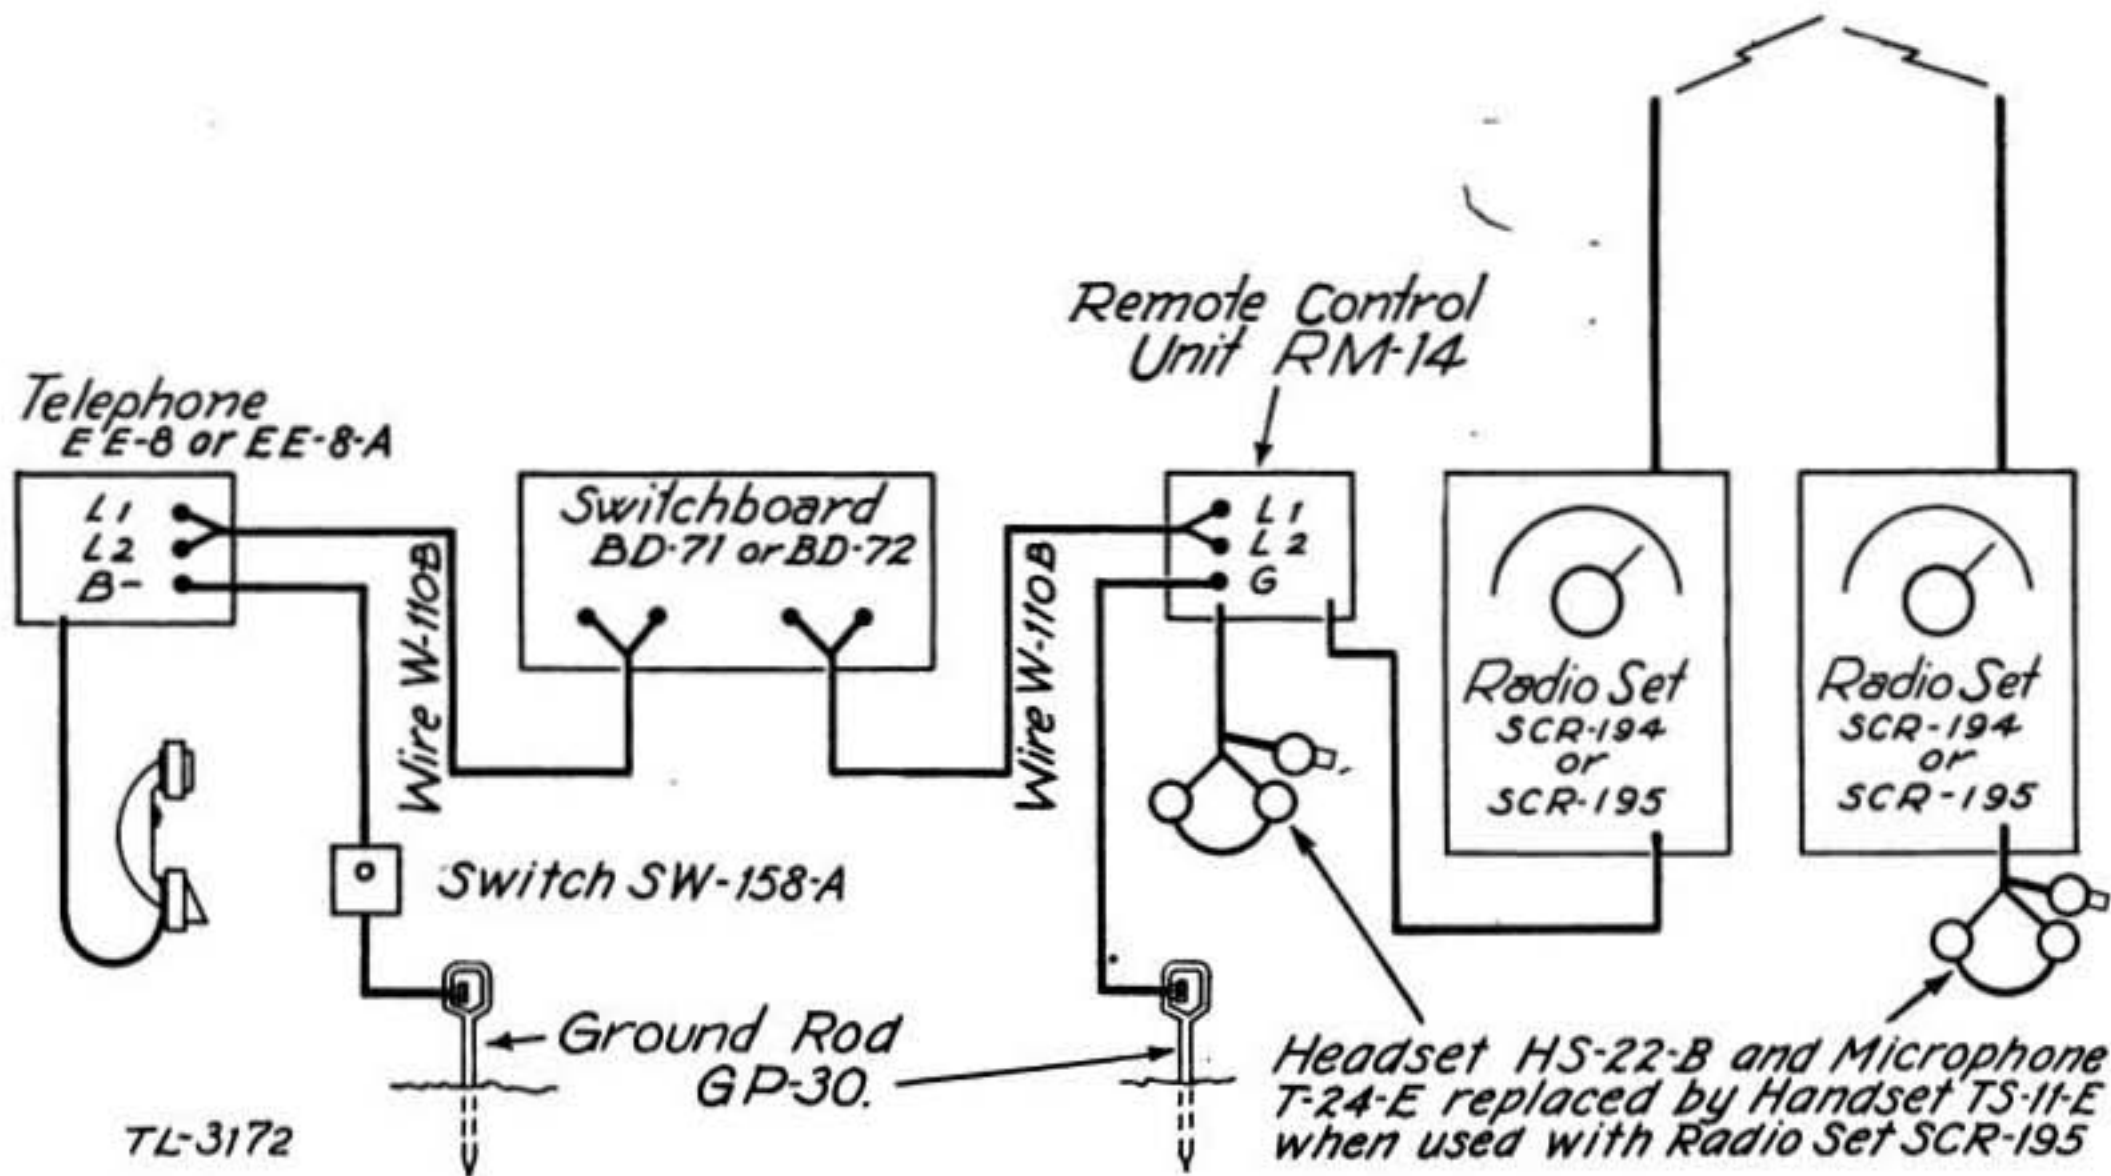 Remote Control
Unit RM-14
Telephone
EE-8 or EE-8-A
L1
L2
B-
Switchboard
BD-71 or BD-72
L1
L2
G
Wire W-110B
Wire W-110B
Radio Set
SCR-194
or
SCR-195
Radio Set
SCR-194
or
SCR-195
Switch SW-158-A
Ground Rod
GP-30.
Headset HS-22-B and Microphone
T-24-E replaced by Handset TS-11-E
when used with Radio Set SCR-195
TL-3172